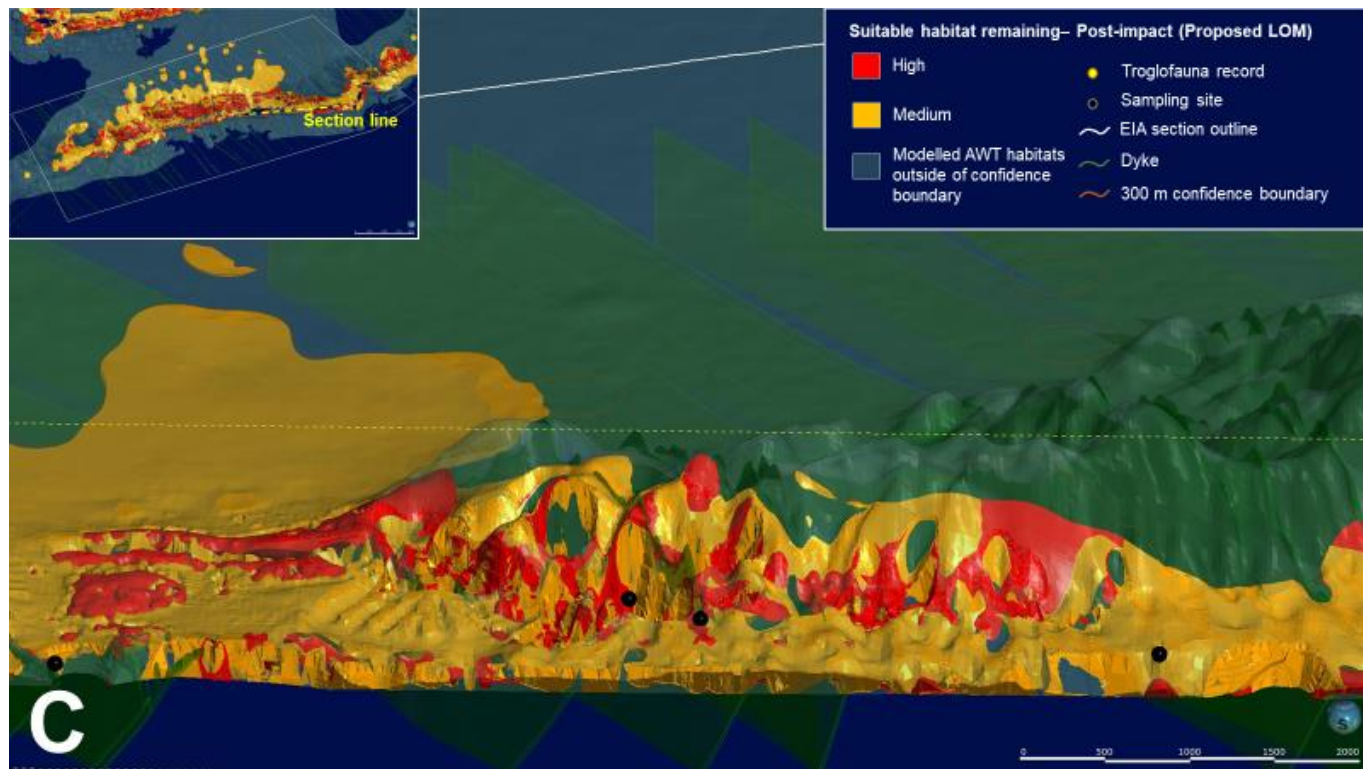 Section line
Suitable habitat remaining– Post-impact (Proposed LOM)
High
Medium
Modelled AWT habitats
outside of confidence
boundary
Troglofauna record
Sampling site
EIA section outline
Dyke
300 m confidence boundary
C
S
0 500 1000 1500 2000